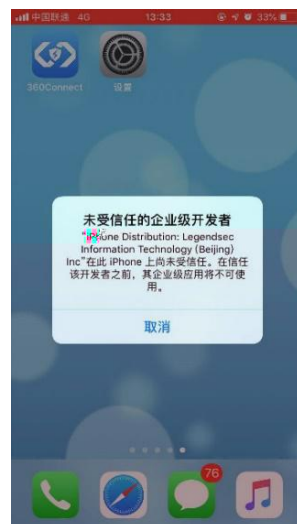 中国联通 4G 13:33 33%
360Connect 设置
未受信任的企业级开发者
“iPhone Distribution: Legendsec
Information Technology (Beijing)
Inc”在此 iPhone 上尚未受信任。在信任
该开发者之前，其企业级应用将不可使
用。
取消
76